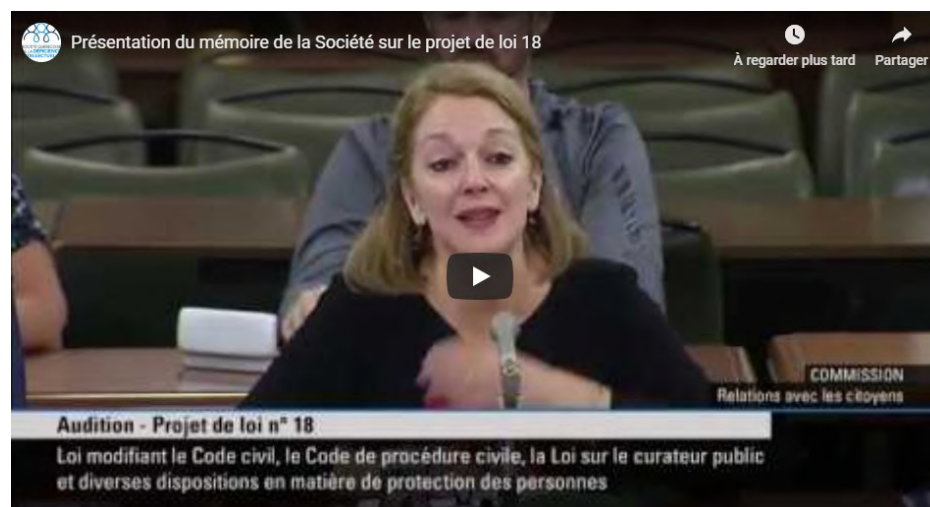 Présentation du mémoire de la Société sur le projet de loi 18
À regarder plus tard
Partager
COMMISSION
Relations avec les citoyens
Audition - Projet de loi n° 18
Loi modifiant le Code civil, le Code de procédure civile, la Loi sur le curateur public
et diverses dispositions en matière de protection des personnes